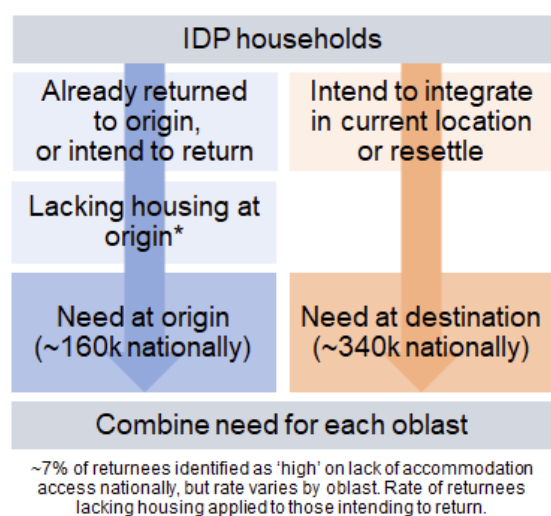 IDP households
Already returned
to origin,
or intend to return
Intend to integrate
in current location
or resettle
Lacking housing at
origin*
Need at origin
(~160k nationally)
Need at destination
(~340k nationally)
Combine need for each oblast
~7% of returnees identified as ‘high’ on lack of accommodation
access nationally, but rate varies by oblast. Rate of returnees
lacking housing applied to those intending to return.